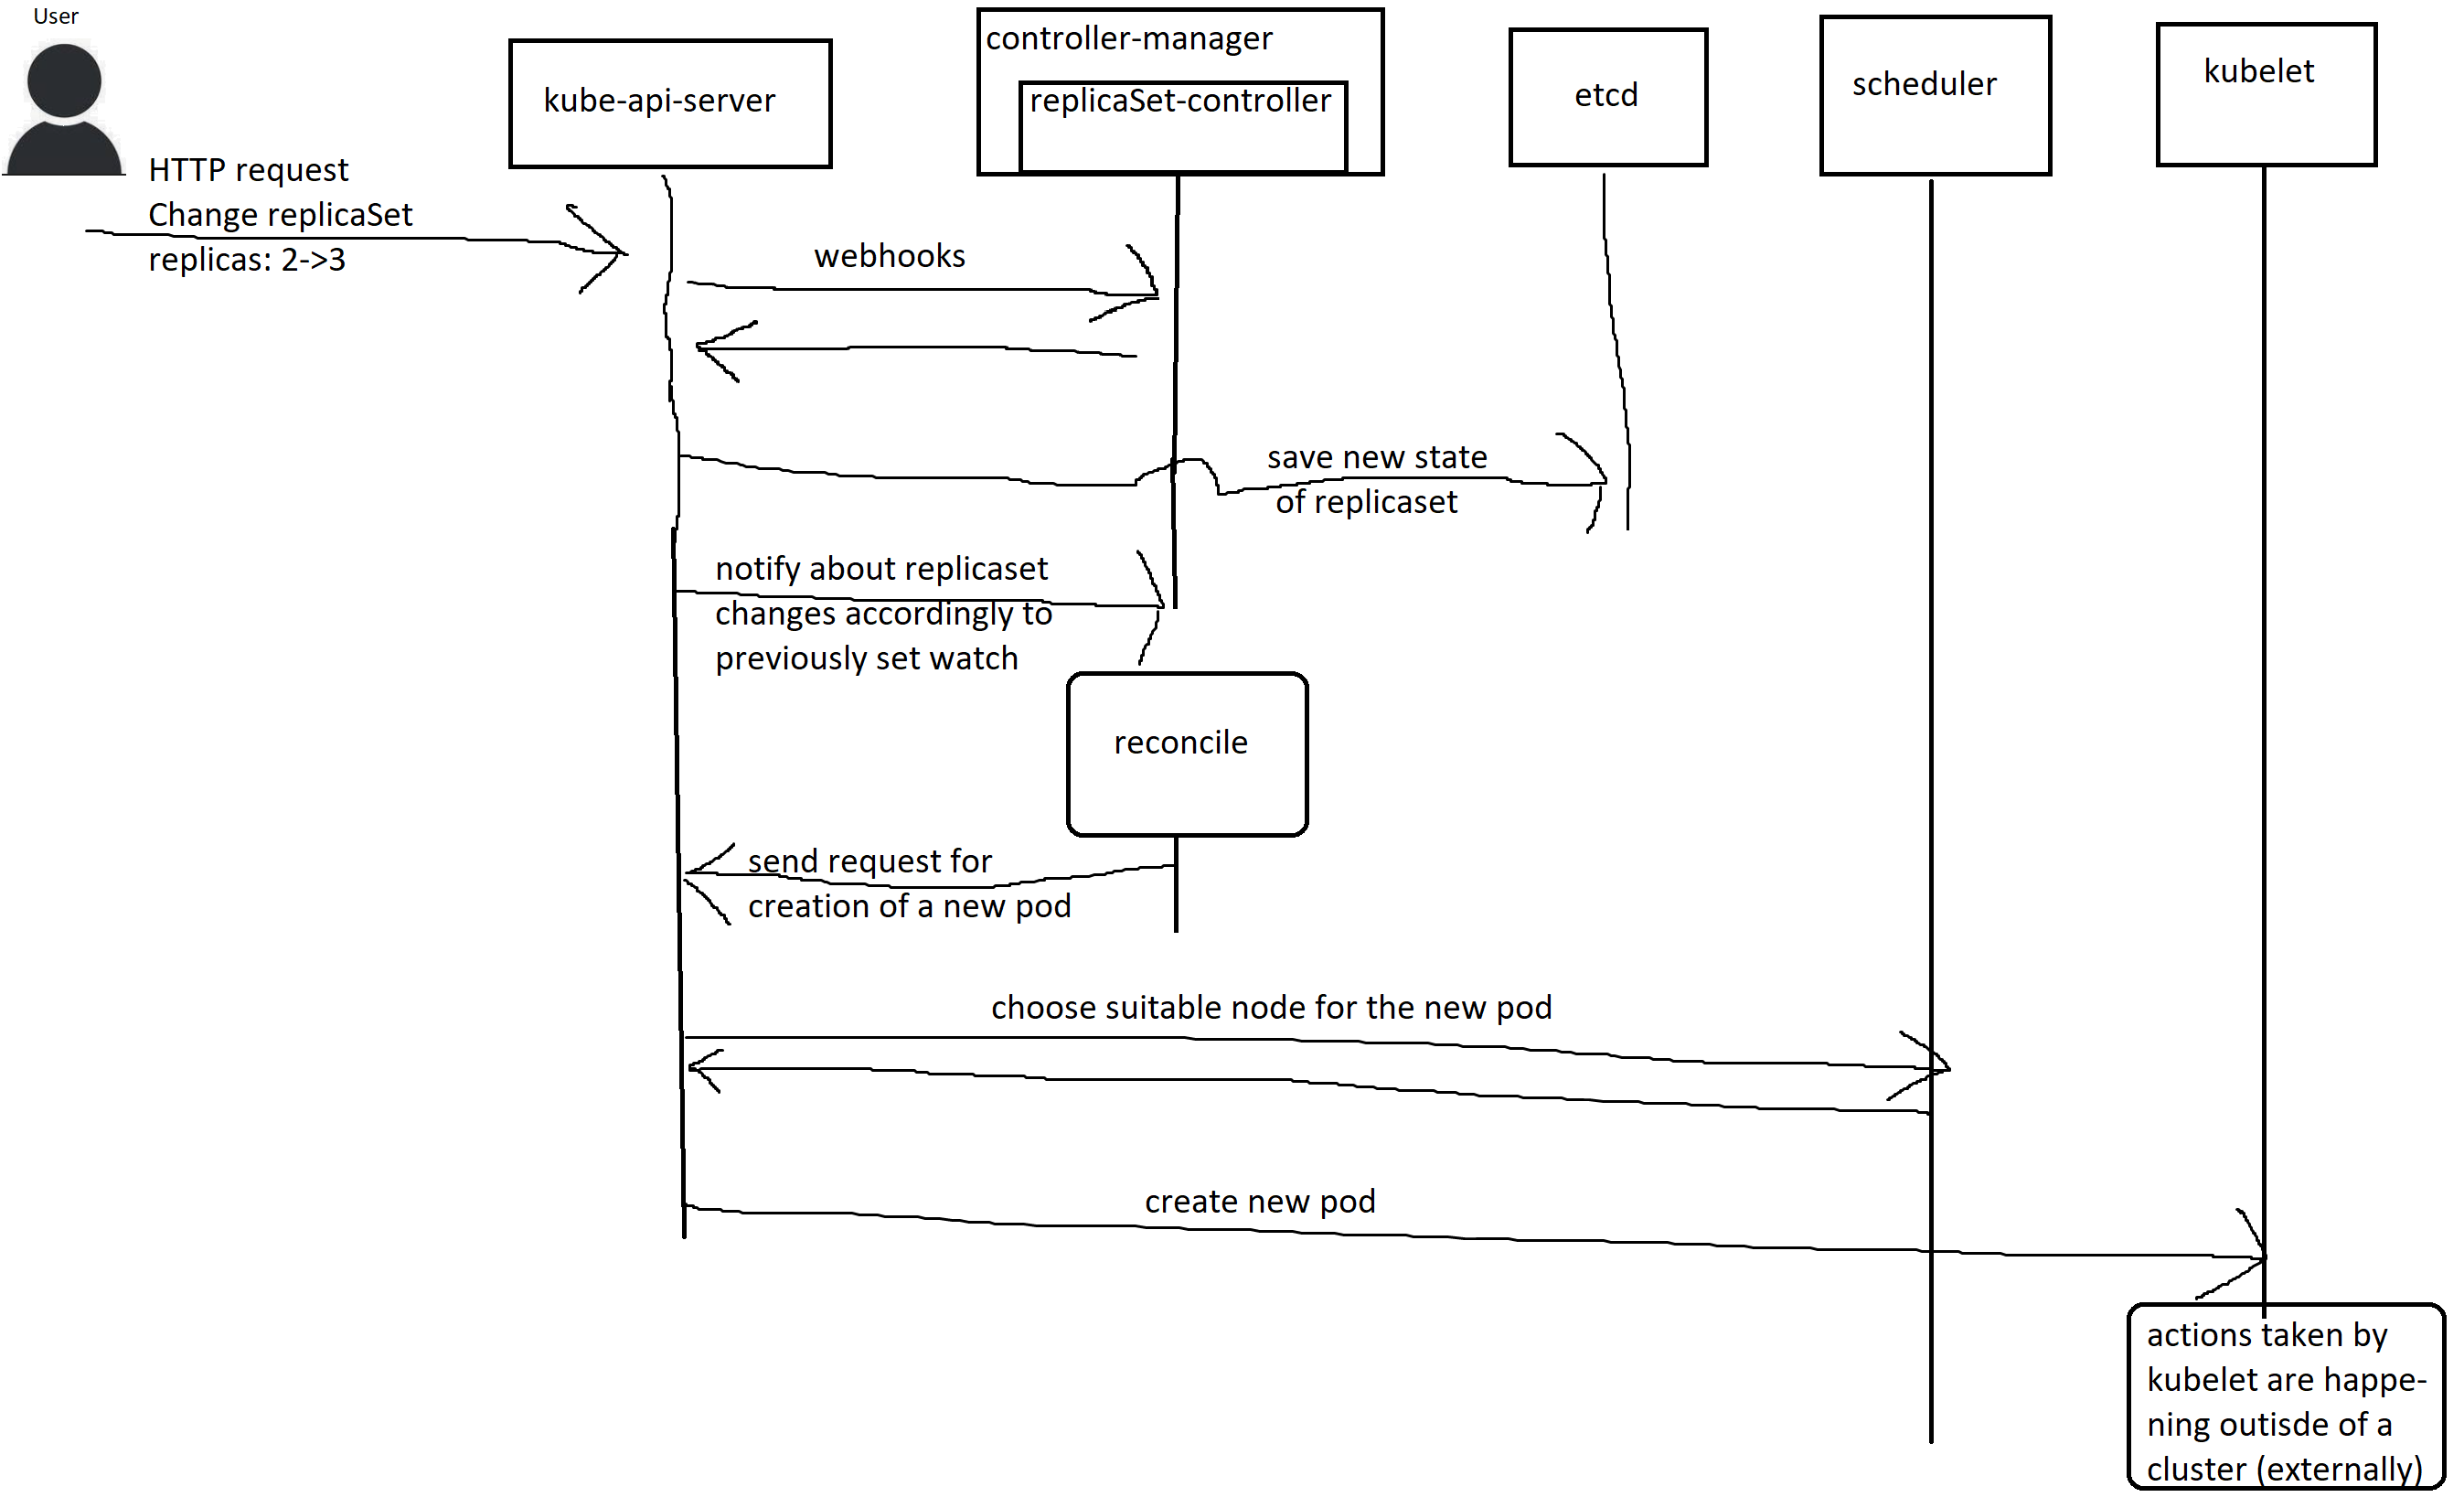 User
kube-api-server
controller-manager
replicaSet-controller
etcd
scheduler
kubelet
HTTP request
Change replicaSet
replicas: 2->3
webhooks
save new state
of replicaset
notify about replicaset
changes accordingly to
previously set watch
reconcile
send request for
creation of a new pod
choose suitable node for the new pod
create new pod
actions taken by
kubelet are happe-
ning outisde of a
cluster (externally)